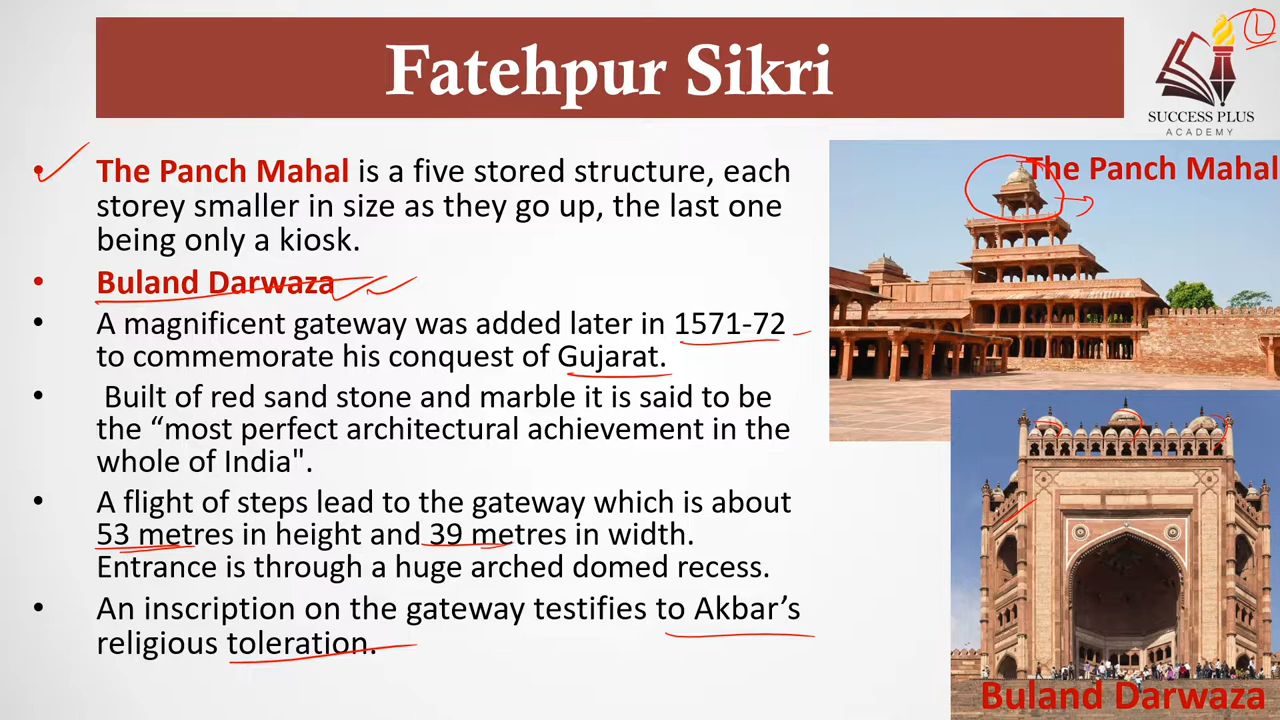 Fatehpur Sikri
L
SUCCESS PLUS
ACADEMY
• The Panch Mahal is a five stored structure, each
storey smaller in size as they go up, the last one
being only a kiosk.
• Buland Darwaza
• A magnificent gateway was added later in 1571-72
to commemorate his conquest of Gujarat.
• Built of red sand stone and marble it is said to be
the “most perfect architectural achievement in the
whole of India".
• A flight of steps lead to the gateway which is about
53 metres in height and 39 metres in width.
Entrance is through a huge arched domed recess.
• An inscription on the gateway testifies to Akbar’s
religious toleration.
The Panch Mahal
Buland Darwaza